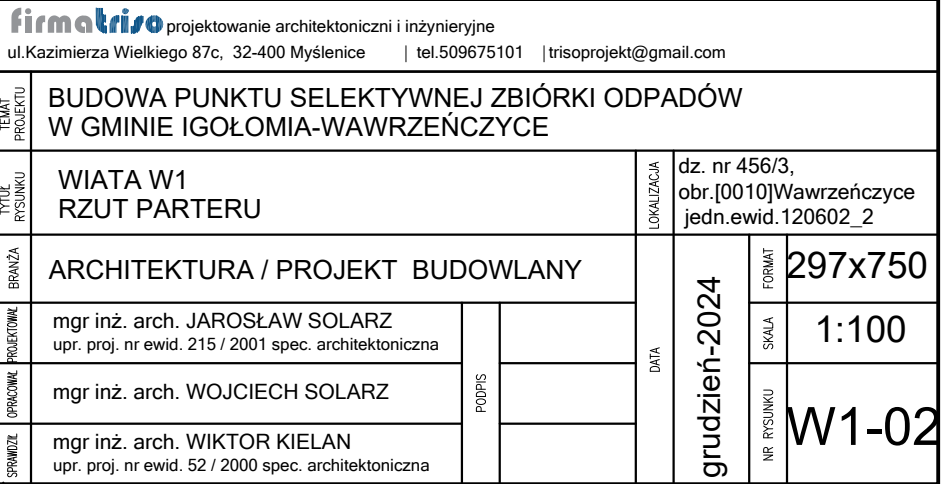 firmatriso projektowanie architektoniczni i inżynieryjne
ul.Kazimierza Wielkiego 87c, 32-400 Myślenice | tel.509675101 |trisoprojekt@gmail.com
TEMAT PROJEKTU
BUDOWA PUNKTU SELEKTYWNEJ ZBIÓRKI ODPADÓW
W GMINIE IGOŁOMIA-WAWRZEŃCZYCE
TYTUŁ RYSUNKU
WIATA W1
RZUT PARTERU
LOKALIZACJA
dz. nr 456/3,
obr.[0010]Wawrzeńczyce
jedn.ewid.120602_2
BRANŻA
ARCHITEKTURA / PROJEKT BUDOWLANY
PROJEKTOWAŁ
mgr inż. arch. JAROSŁAW SOLARZ
upr. proj. nr ewid. 215 / 2001 spec. architektoniczna
OPRACOWAŁ
mgr inż. arch. WOJCIECH SOLARZ
SPRAWDZIŁ
mgr inż. arch. WIKTOR KIELAN
upr. proj. nr ewid. 52 / 2000 spec. architektoniczna
PODPIS
DATA
grudzień-2024
FORMAT
297x750
SKALA
1:100
NR RYSUNKU
W1-02